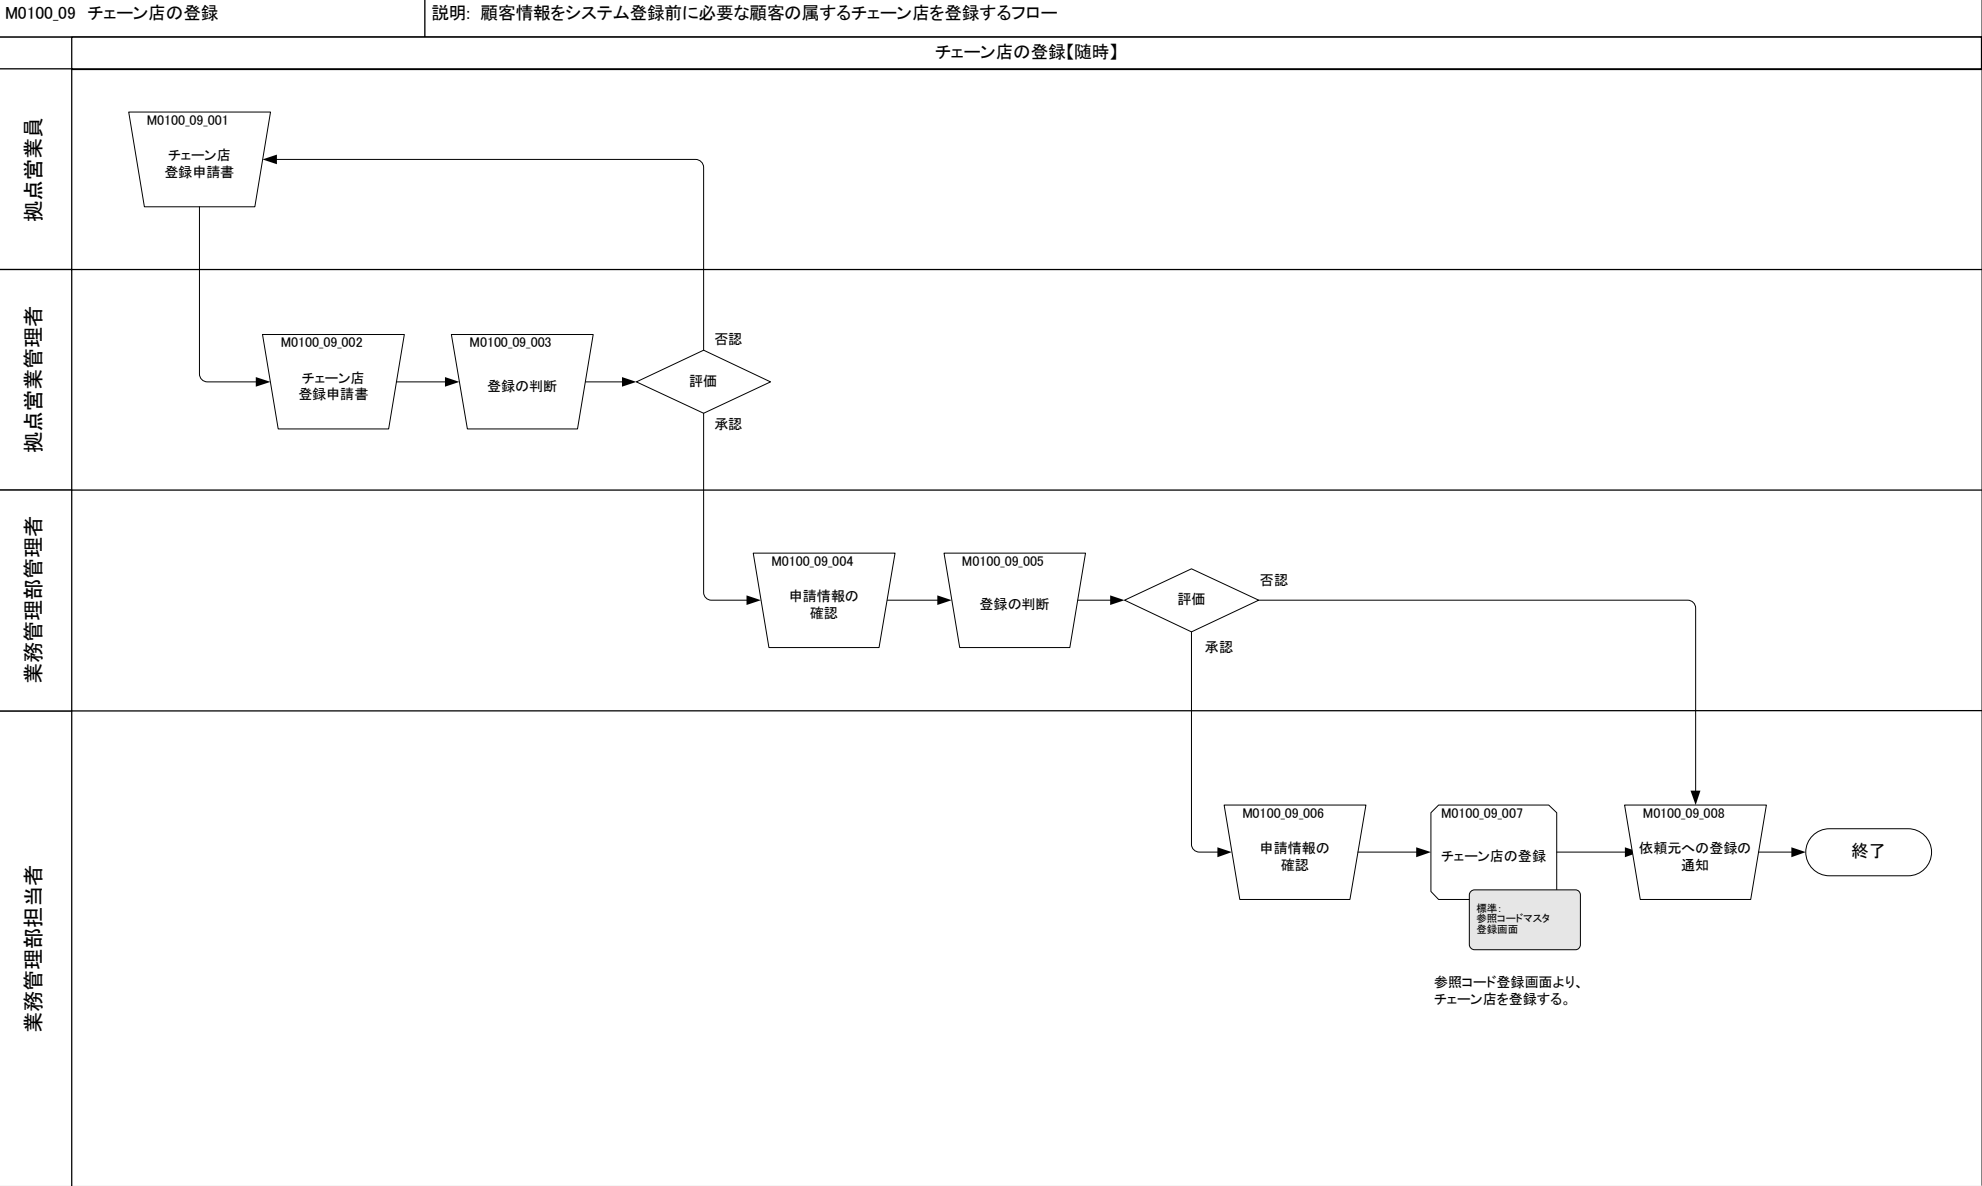 M0100_09 チェーン店の登録
説明: 顧客情報をシステム登録前に必要な顧客の属するチェーン店を登録するフロー
チェーン店の登録【随時】
拠点営業員
M0100_09_001
チェーン店
登録申請書
拠点営業管理者
M0100_09_002
チェーン店
登録申請書
M0100_09_003
登録の判断
否認
評価
承認
業務管理部管理者
M0100_09_004
申請情報の
確認
M0100_09_005
登録の判断
評価
否認
承認
業務管理部担当者
M0100_09_006
申請情報の
確認
M0100_09_007
チェーン店の登録
標準:
参照コードマスタ
登録画面
参照コード登録画面より、
チェーン店を登録する。
M0100_09_008
依頼元への登録の
通知
終了